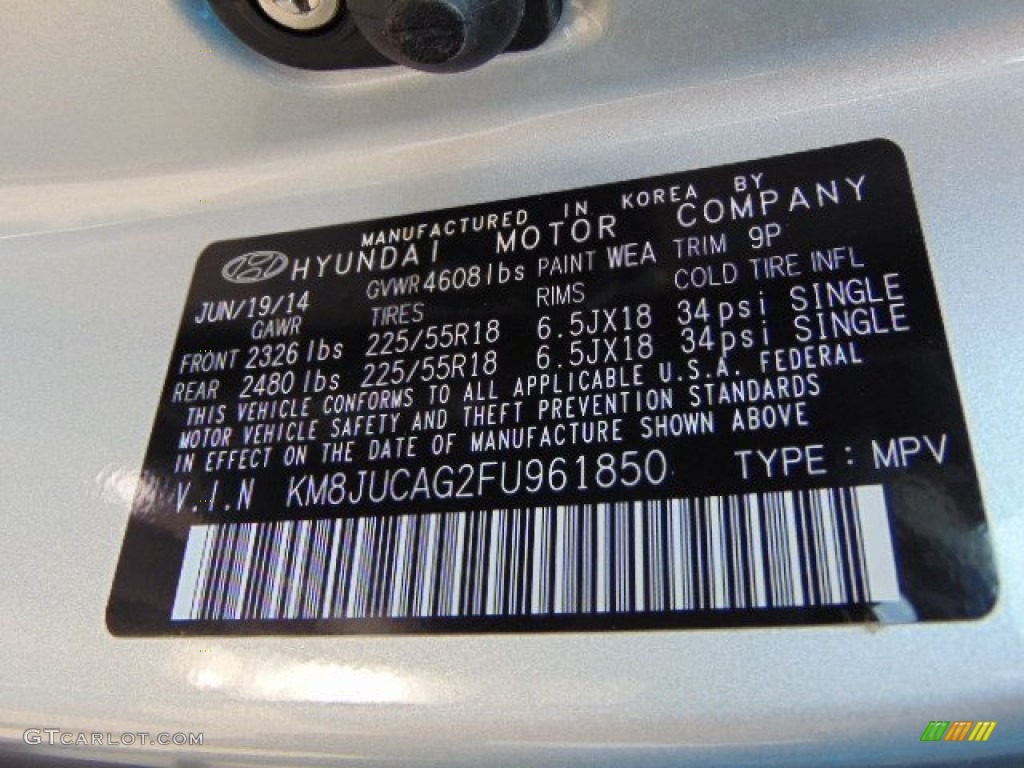 MANUFACTURED IN KOREA BY
HYUNDAI MOTOR COMPANY
JUN/19/14 GVWR 4608lbs PAINT WEA TRIM 9P
GAWR TIRES RIMS COLD TIRE INFL
FRONT 2326 lbs 225/55R18 6.5JX18 34psi SINGLE
REAR 2480 lbs 225/55R18 6.5JX18 34psi SINGLE
THIS VEHICLE CONFORMS TO ALL APPLICABLE U.S.A. FEDERAL
MOTOR VEHICLE SAFETY AND THEFT PREVENTION STANDARDS
IN EFFECT ON THE DATE OF MANUFACTURE SHOWN ABOVE
V.I.N KM8JUCAG2FU961850 TYPE : MPV
GTCARLOT.COM